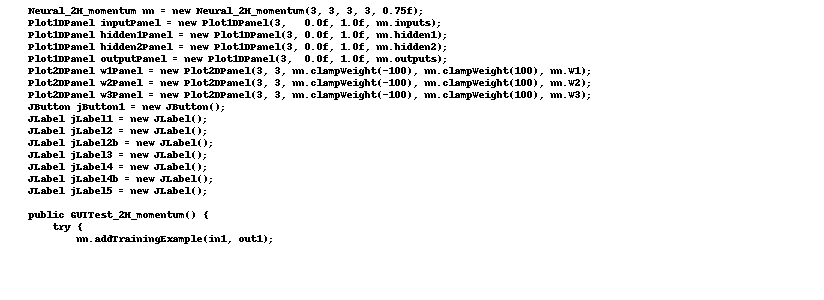 Neural_2H_momentum nn = new Neural_2H_momentum(3, 3, 3, 3, 0.75f);
Plot1DPanel inputPanel = new Plot1DPanel(3,   0.0f, 1.0f, nn.inputs);
Plot1DPanel hidden1Panel = new Plot1DPanel(3, 0.0f, 1.0f, nn.hidden1);
Plot1DPanel hidden2Panel = new Plot1DPanel(3, 0.0f, 1.0f, nn.hidden2);
Plot1DPanel outputPanel = new Plot1DPanel(3,  0.0f, 1.0f, nn.outputs);
Plot2DPanel w1Panel = new Plot2DPanel(3, 3, nn.clampWeight(-100), nn.clampWeight(100), nn.W1);
Plot2DPanel w2Panel = new Plot2DPanel(3, 3, nn.clampWeight(-100), nn.clampWeight(100), nn.W2);
Plot2DPanel w3Panel = new Plot2DPanel(3, 3, nn.clampWeight(-100), nn.clampWeight(100), nn.W3);
JButton jButton1 = new JButton();
JLabel jLabel1 = new JLabel();
JLabel jLabel2 = new JLabel();
JLabel jLabel2b = new JLabel();
JLabel jLabel3 = new JLabel();
JLabel jLabel4 = new JLabel();
JLabel jLabel4b = new JLabel();
JLabel jLabel5 = new JLabel();
public GUITest_2H_momentum() {
try {
nn.addTrainingExample(in1, out1);